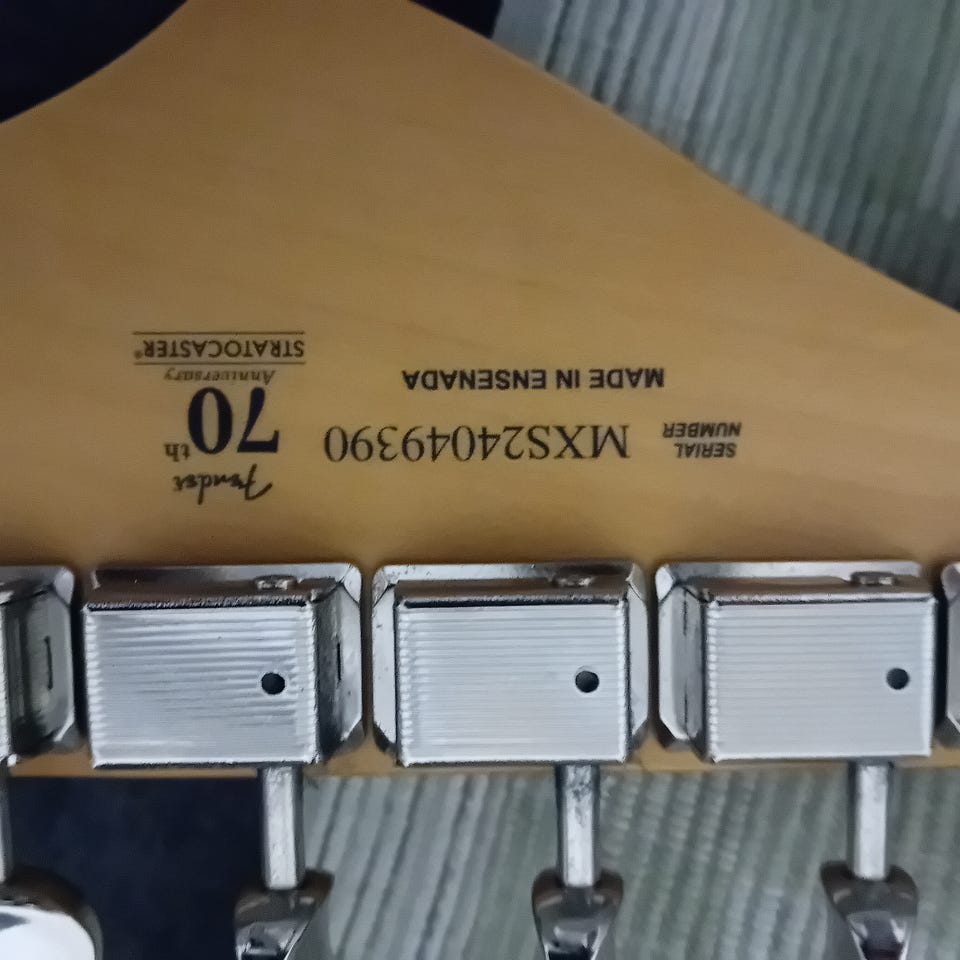 SERIAL
NUMBER
MXS24049390
MADE IN ENSENADA
Fender
70th
Anniversary
STRATOCASTER®